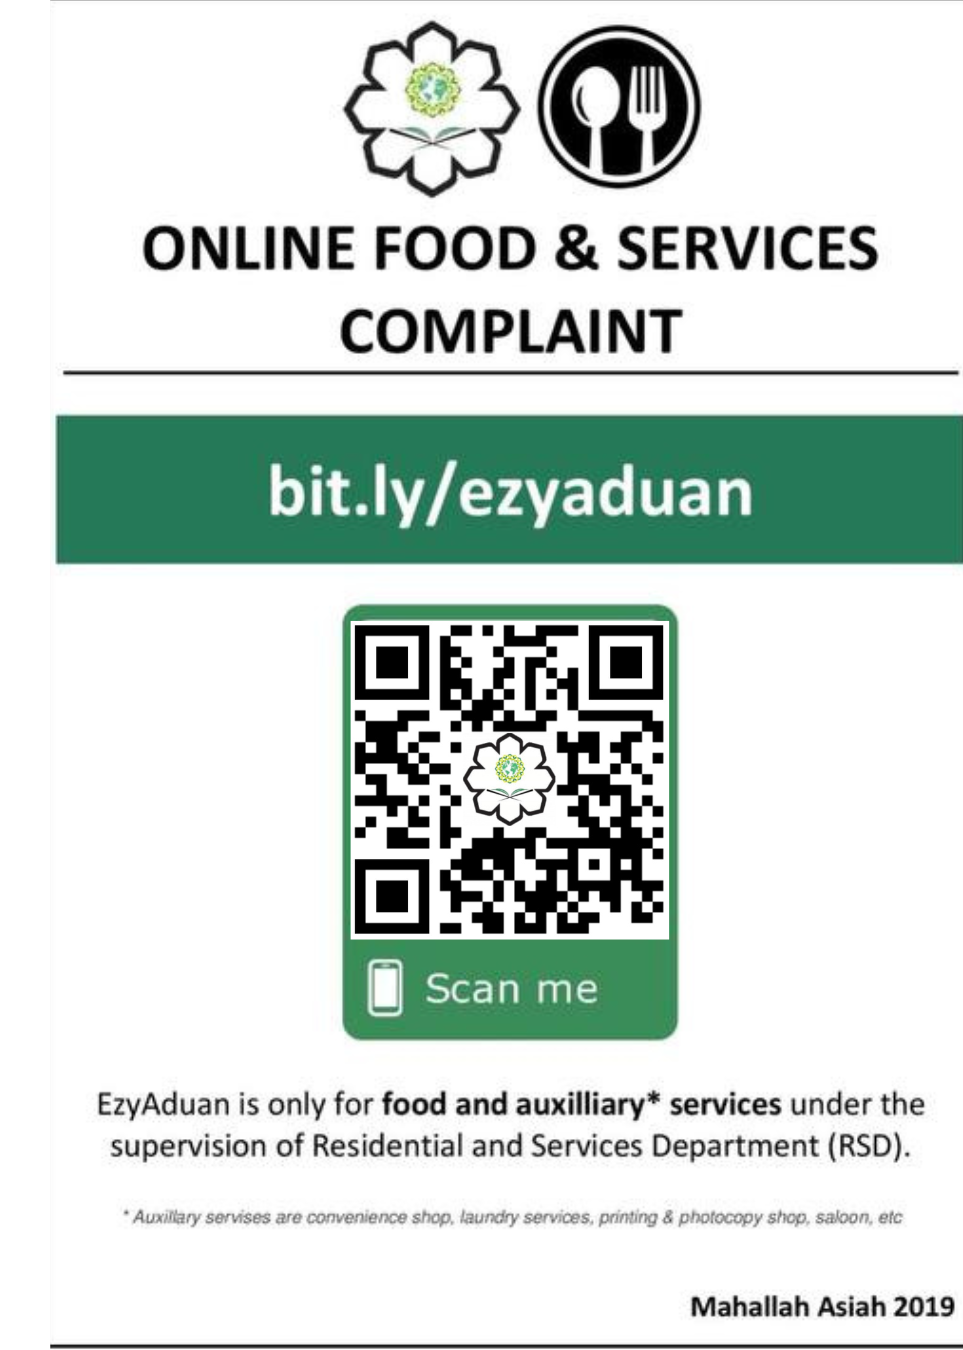 ONLINE FOOD & SERVICES
COMPLAINT
bit.ly/ezyaduan
Scan me
EzyAduan is only for food and auxilliary* services under the
supervision of Residential and Services Department (RSD).
* Auxillary servises are convenience shop, laundry services, printing & photocopy shop, saloon, etc
Mahallah Asiah 2019